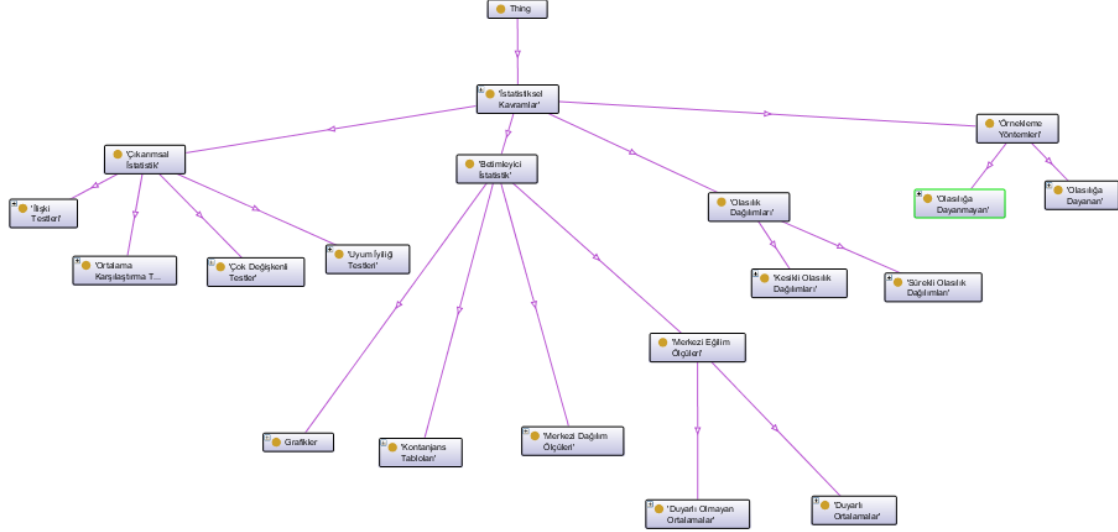 Thing
'İstatistiksel
Kavramlar'
'Örnekleme
Yöntemleri'
'Çıkarımsal
İstatistik'
'Betimleyici
İstatistik'
'Olasılığa
Dayanmayan'
'Olasılığa
Dayanan'
'İlişki
Testleri'
'Olasılık
Dağılımları'
'Ortalama
Karşılaştırma T...
'Çok Değişkenli
Testler'
'Uyum İyiliği
Testleri'
'Kesikli Olasılık
Dağılımları'
'Sürekli Olasılık
Dağılımları'
'Merkezi Eğilim
Ölçüleri'
Grafikler
'Kontanjans
Tabloları'
'Merkezi Dağılım
Ölçüleri'
'Duyarlı Olmayan
Ortalamalar'
'Duyarlı
Ortalamalar'